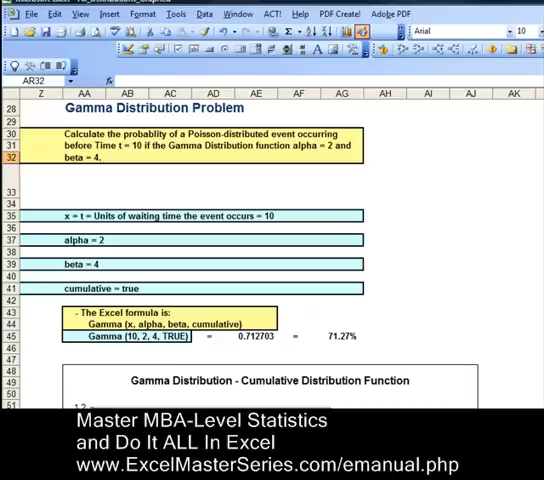 File Edit View Insert Format Tools Data Window ACT! Help PDF Create! Adobe PDF
Arial 10
AR32 fx
Z AA AB AC AD AE AF AG AH AI AJ AK
28 Gamma Distribution Problem
29
30 Calculate the probablity of a Poisson-distributed event occurring
31 before Time t = 10 if the Gamma Distribution function alpha = 2 and
32 beta = 4.
33
34
35 x = t = Units of waiting time the event occurs = 10
36
37 alpha = 2
38
39 beta = 4
40
41 cumulative = true
42
43 - The Excel formula is:
44 Gamma (x, alpha, beta, cumulative)
45 Gamma (10, 2, 4, TRUE) = 0.712703 = 71.27%
46
47
48
49 Gamma Distribution - Cumulative Distribution Function
50
51 1.2
Master MBA-Level Statistics
and Do It ALL In Excel
www.ExcelMasterSeries.com/emanual.php